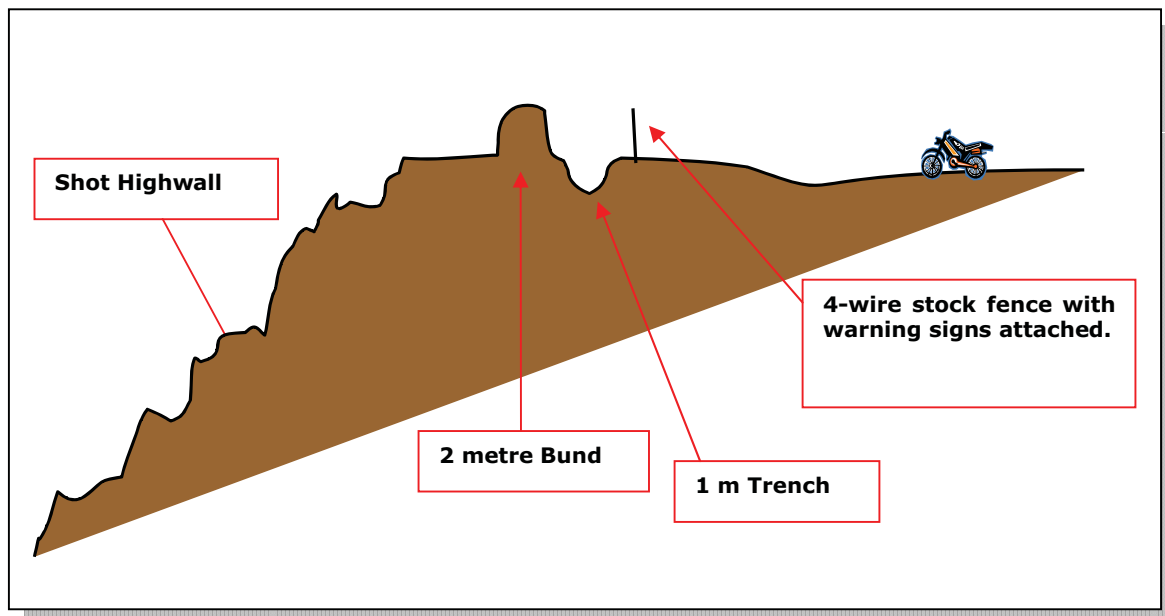 Shot Highwall
4-wire stock fence with
warning signs attached.
2 metre Bund
1 m Trench